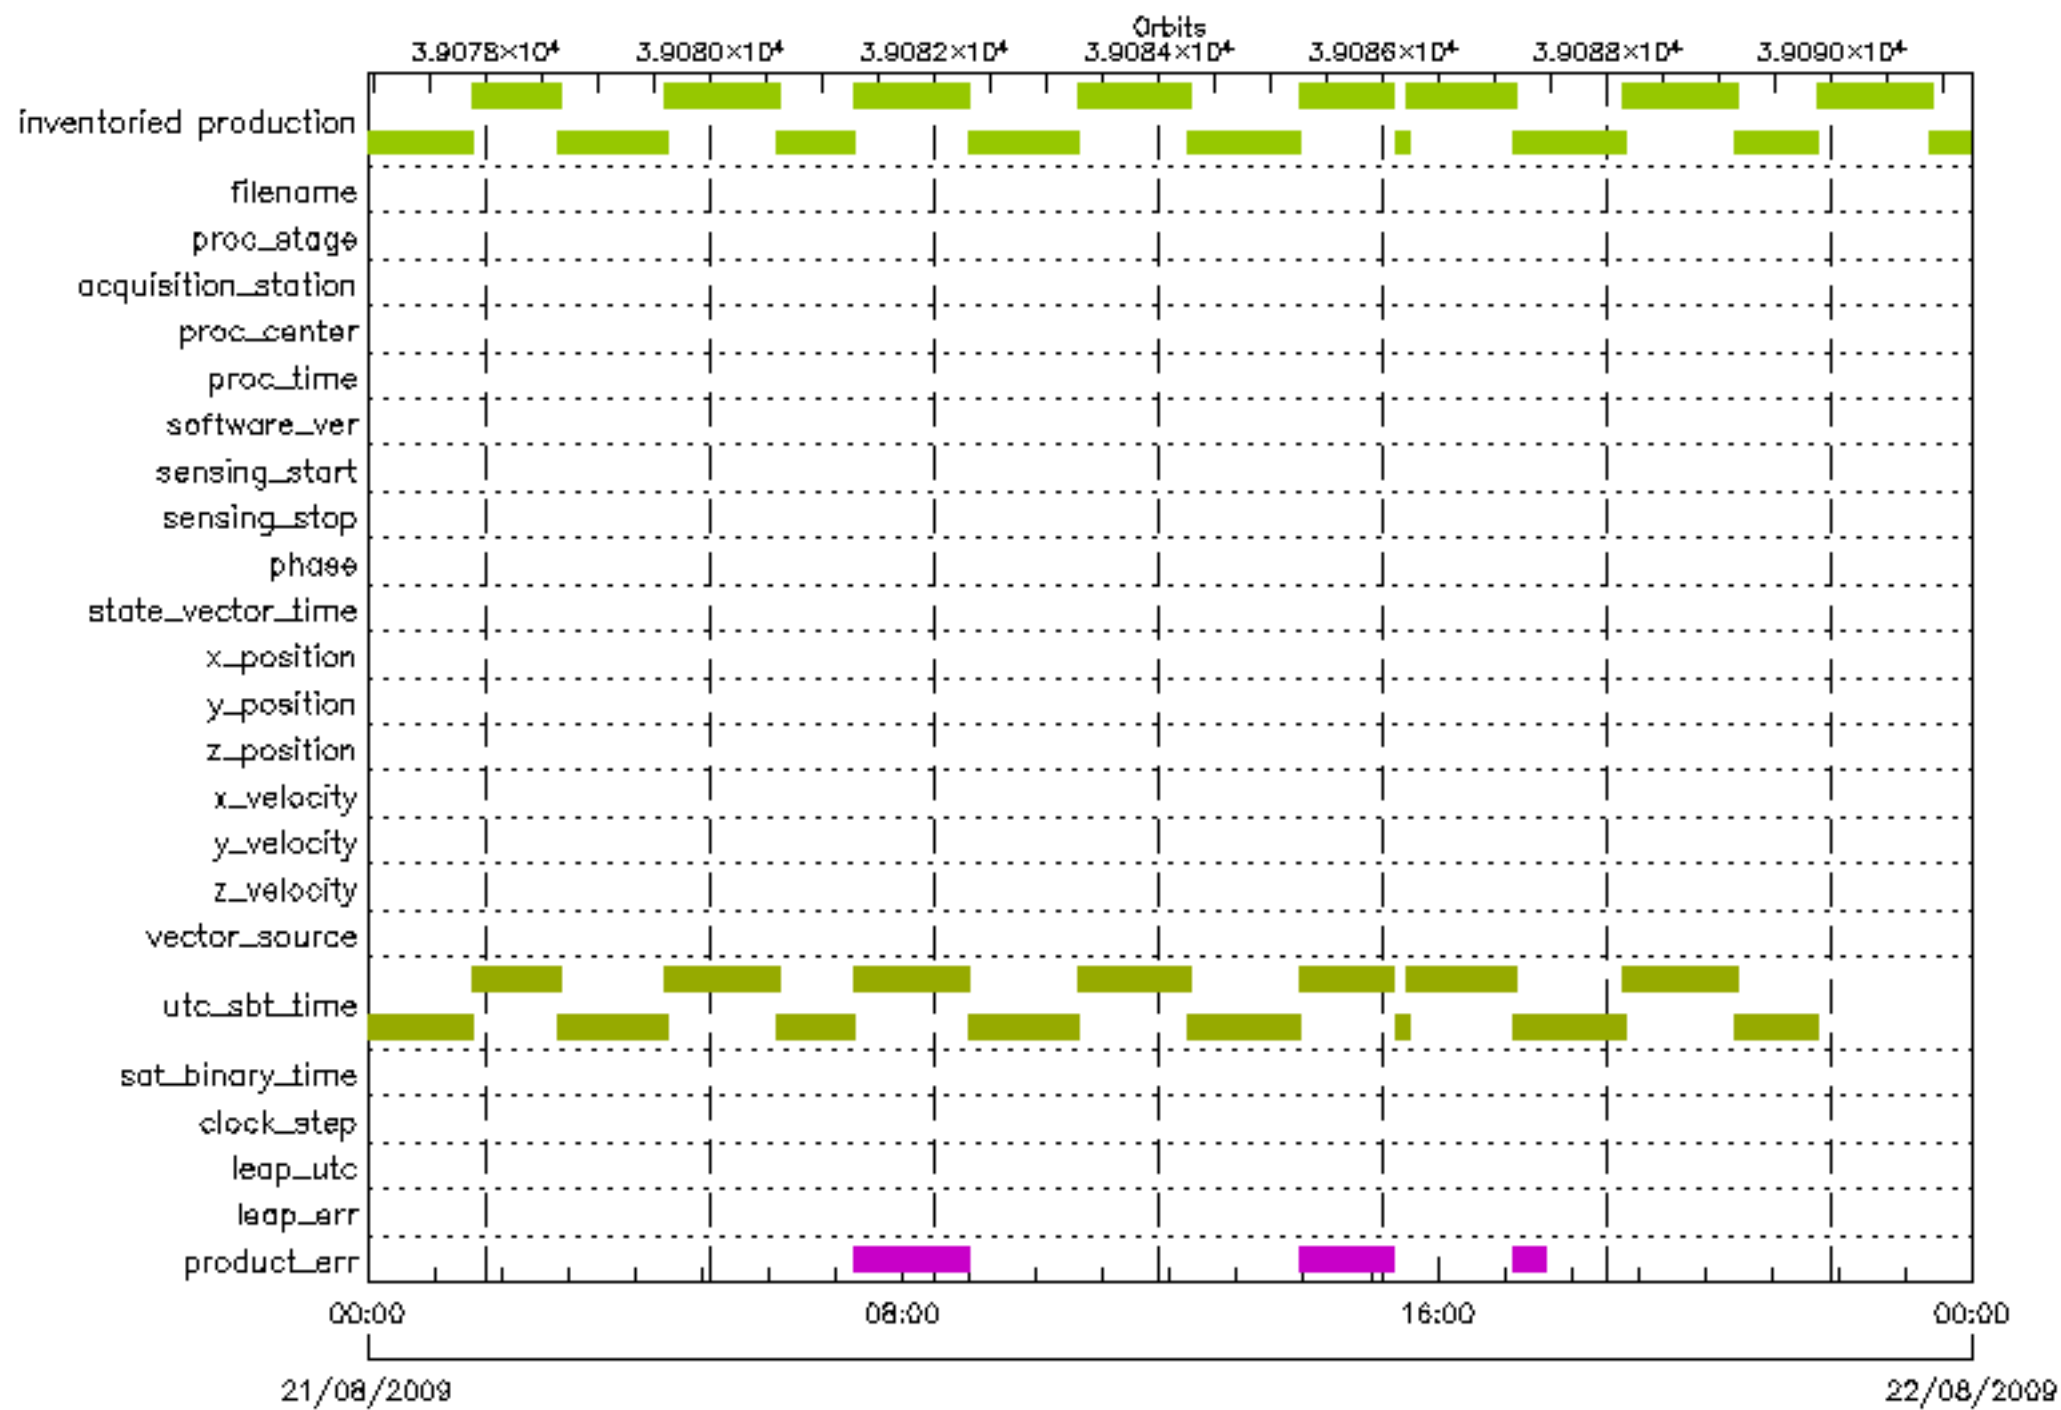 Orbits
3.9078×10⁴ 3.9080×10⁴ 3.9082×10⁴ 3.9084×10⁴ 3.9086×10⁴ 3.9088×10⁴ 3.9090×10⁴
inventoried production
filename
proc_stage
acquisition_station
proc_center
proc_time
software_ver
sensing_start
sensing_stop
phase
state_vector_time
x_position
y_position
z_position
x_velocity
y_velocity
z_velocity
vector_source
utc_sbt_time
sat_binary_time
clock_step
leap_utc
leap_err
product_err
00:00 08:00 16:00 00:00
21/08/2009 22/08/2009